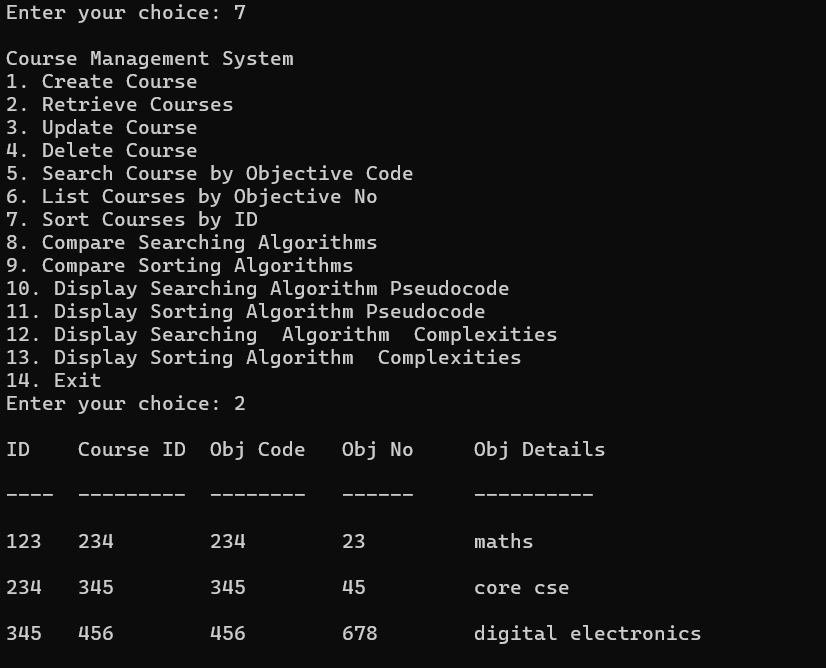 Enter your choice: 7
Course Management System
1. Create Course
2. Retrieve Courses
3. Update Course
4. Delete Course
5. Search Course by Objective Code
6. List Courses by Objective No
7. Sort Courses by ID
8. Compare Searching Algorithms
9. Compare Sorting Algorithms
10. Display Searching Algorithm Pseudocode
11. Display Sorting Algorithm Pseudocode
12. Display Searching  Algorithm  Complexities
13. Display Sorting Algorithm  Complexities
14. Exit
Enter your choice: 2
ID    Course ID  Obj Code   Obj No     Obj Details
----  ---------  --------   ------     ----------
123   234        234        23         maths
234   345        345        45         core cse
345   456        456        678        digital electronics